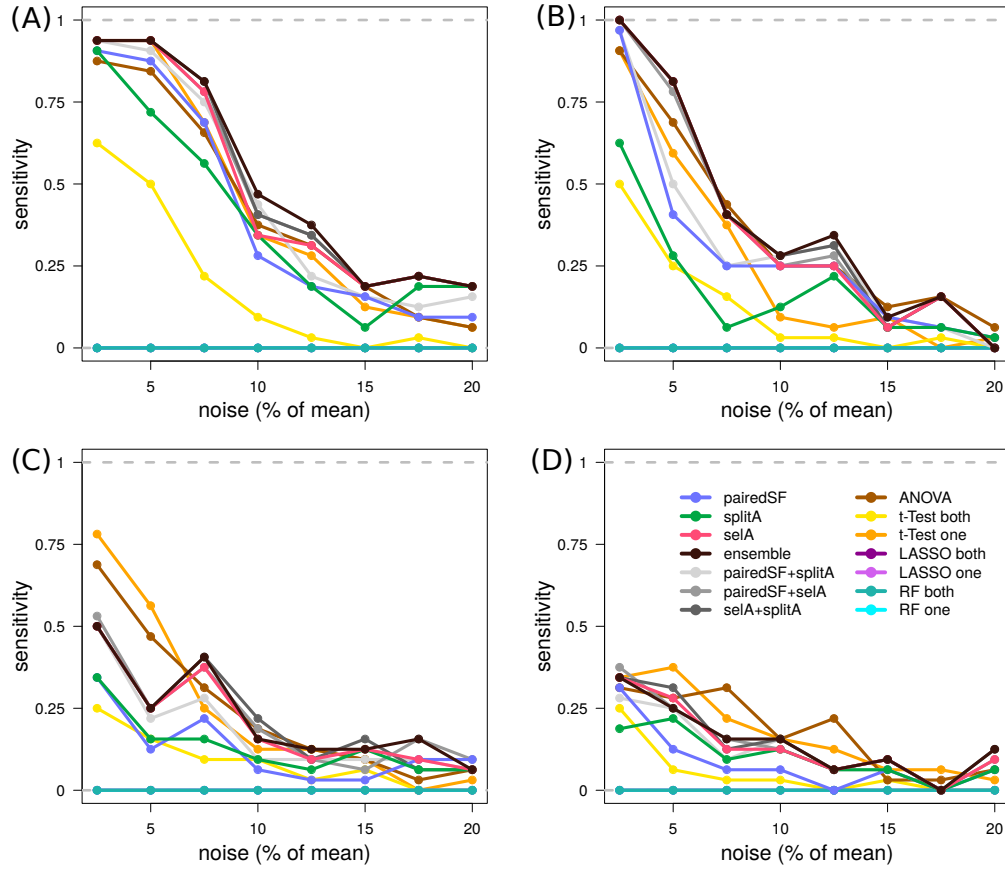 (A)
1
0.75
0.5
0.25
0
sensitivity
5 10 15 20
noise (% of mean)
(B)
1
0.75
0.5
0.25
0
sensitivity
5 10 15 20
noise (% of mean)
(C)
1
0.75
0.5
0.25
0
sensitivity
5 10 15 20
noise (% of mean)
(D)
1
0.75
0.5
0.25
0
sensitivity
pairedSF
splitA
selA
ensemble
pairedSF+splitA
pairedSF+selA
selA+splitA
ANOVA
t-Test both
t-Test one
LASSO both
LASSO one
RF both
RF one
5 10 15 20
noise (% of mean)